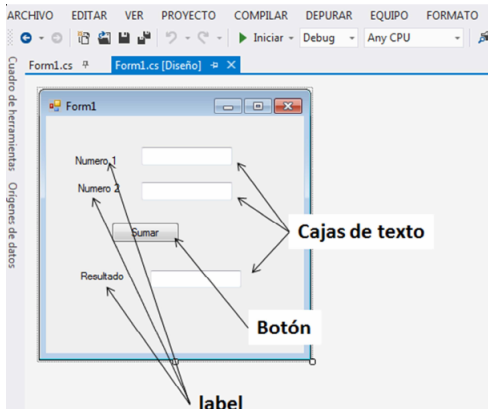 ARCHIVO EDITAR VER PROYECTO COMPILAR DEPURAR EQUIPO FORMATO
Iniciar Debug Any CPU
Form1.cs Form1.cs [Diseño]
Cuadro de herramientas
Orígenes de datos
Form1
Numero 1
Numero 2
Sumar
Cajas de texto
Resultado
Botón
label